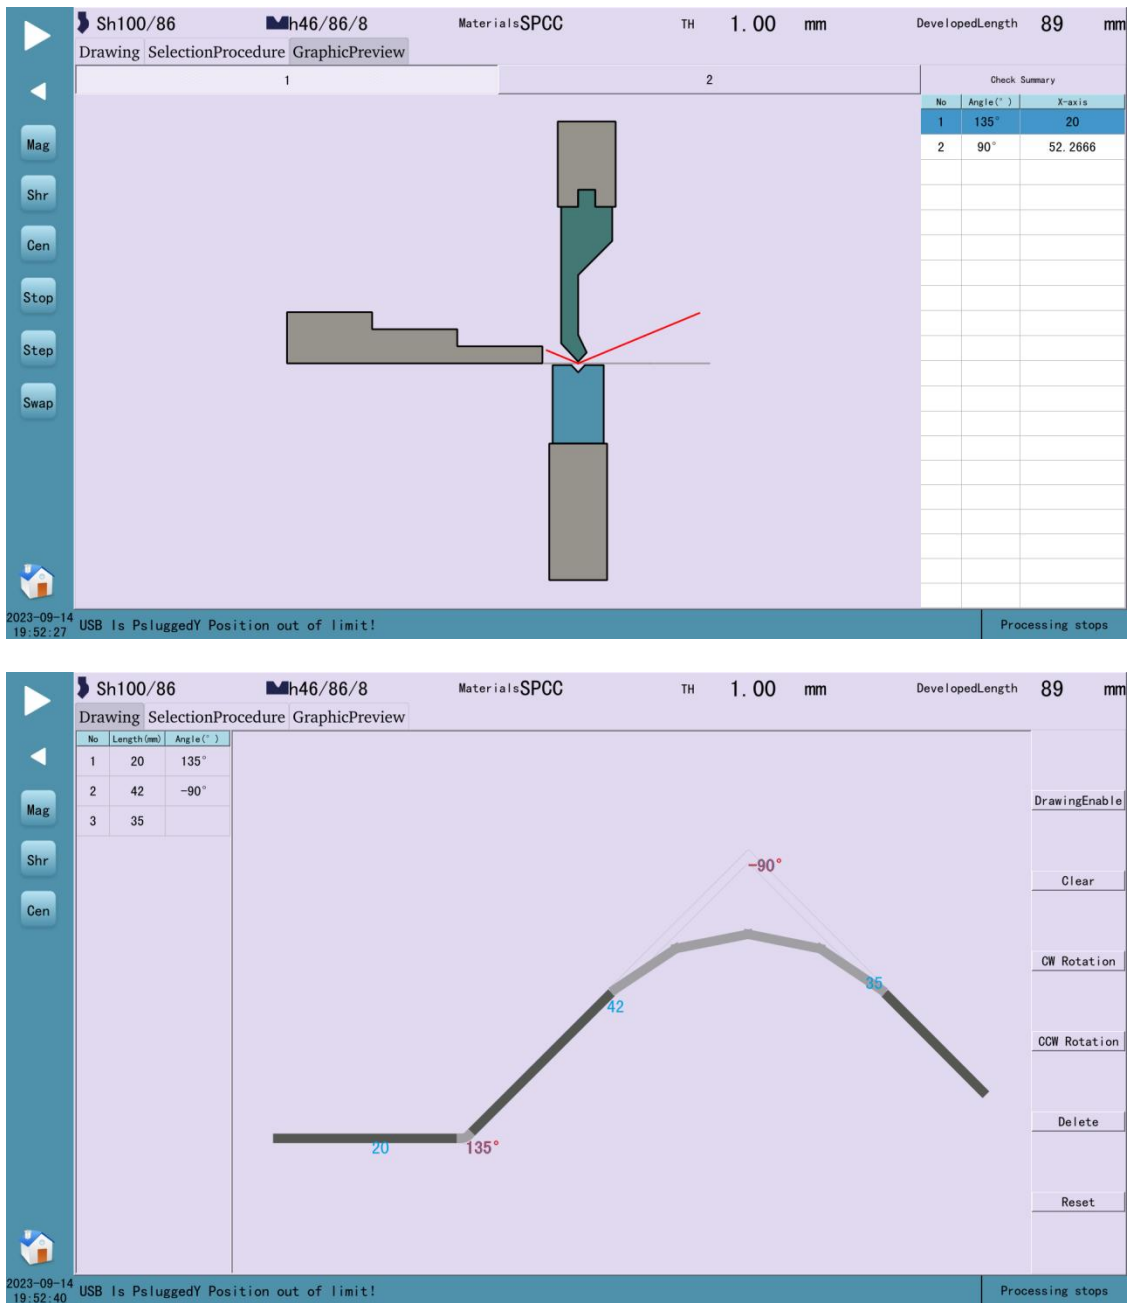 Sh100/86 h46/86/8 Materials SPCC TH 1.00 mm DevelopedLength 89 mm
Drawing SelectionProcedure GraphicPreview
1 2 Check Summary
No Angle(°) X-axis
1 135° 20
2 90° 52.2666
Mag
Shr
Cen
Stop
Step
Swap
2023-09-14
19:52:27
USB Is PsluggedY Position out of limit! Processing stops
Sh100/86 h46/86/8 Materials SPCC TH 1.00 mm DevelopedLength 89 mm
Drawing SelectionProcedure GraphicPreview
No Length(mm) Angle(°)
1 20 135°
2 42 -90°
3 35
Mag
Shr
Cen
-90°
35
42
20
135°
DrawingEnable
Clear
CW Rotation
CCW Rotation
Delete
Reset
2023-09-14
19:52:40
USB Is PsluggedY Position out of limit! Processing stops